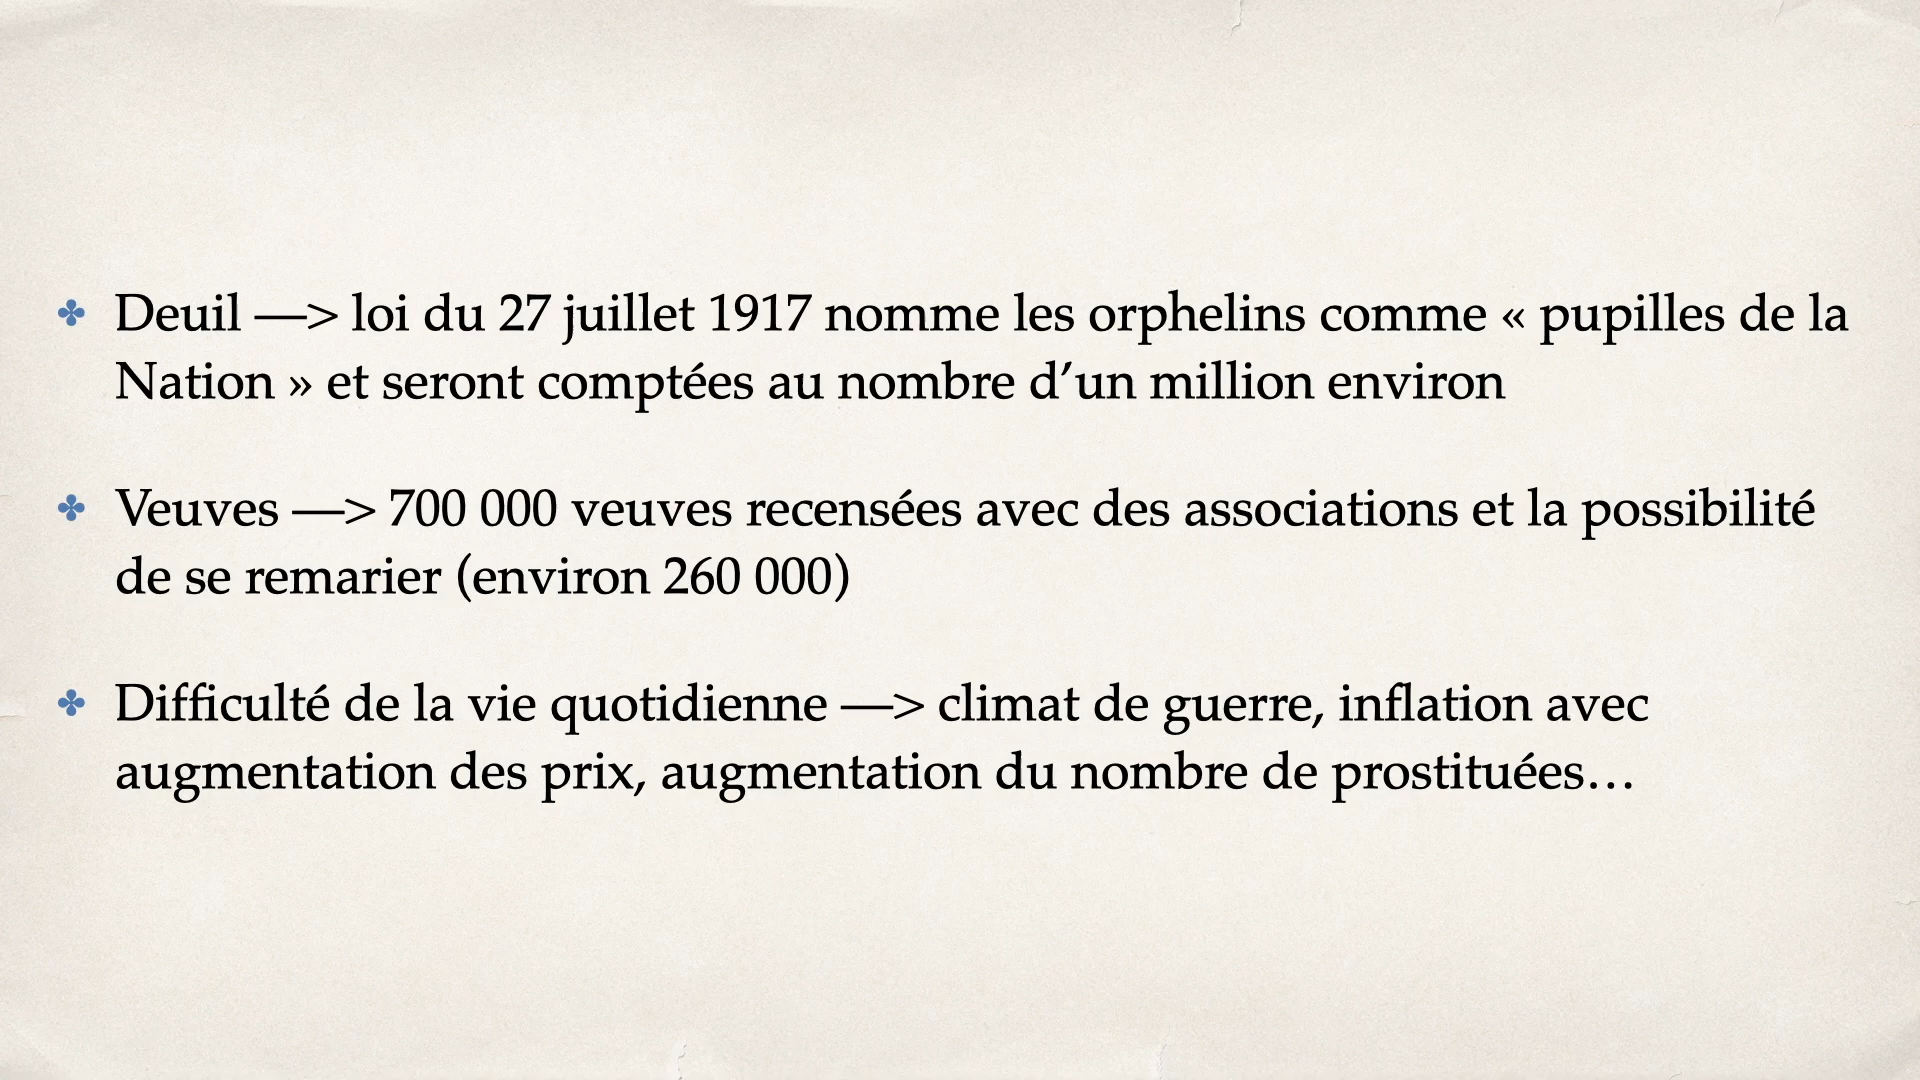 ✤ Deuil —> loi du 27 juillet 1917 nomme les orphelins comme « pupilles de la
Nation » et seront comptées au nombre d’un million environ
✤ Veuves —> 700 000 veuves recensées avec des associations et la possibilité
de se remarier (environ 260 000)
✤ Difficulté de la vie quotidienne —> climat de guerre, inflation avec
augmentation des prix, augmentation du nombre de prostituées…